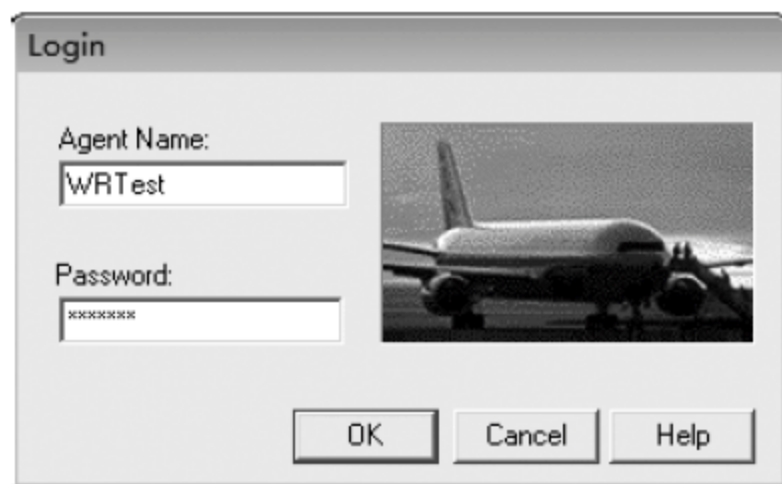 Login
Agent Name:
WRTest
Password:
*******
OK Cancel Help